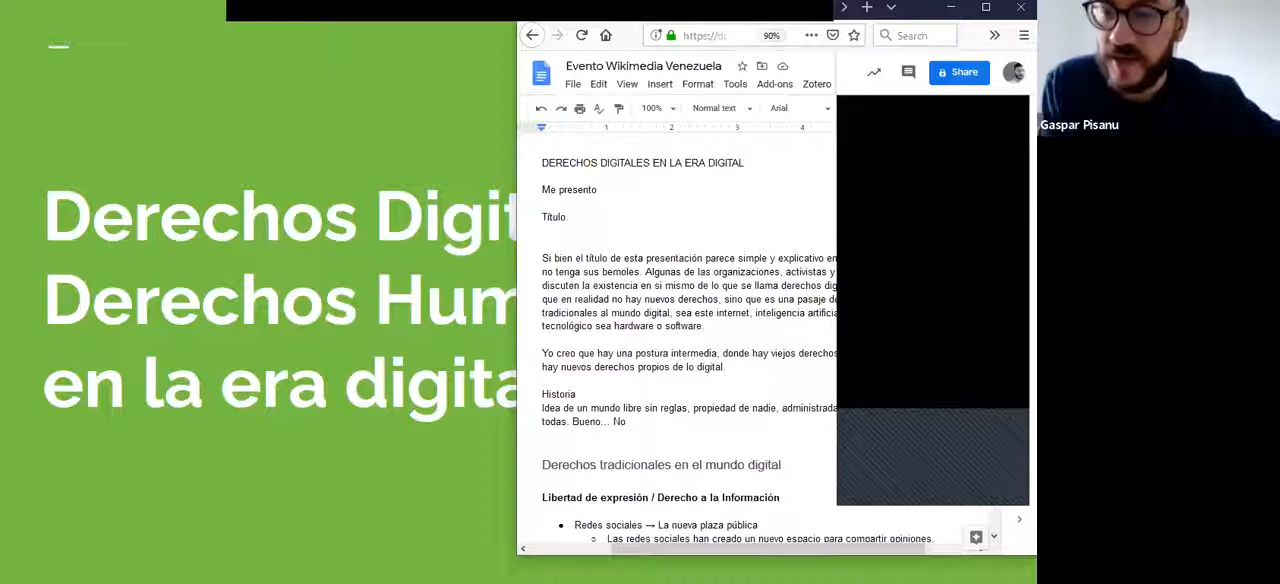 Derechos Digit
Derechos Hum
en la era digita
https://dc
90%
Search
Evento Wikimedia Venezuela
Share
File Edit View Insert Format Tools Add-ons Zotero
100% Normal text Arial
1 2 3 4
DERECHOS DIGITALES EN LA ERA DIGITAL
Me presento
Título
Si bien el título de esta presentación parece simple y explicativo en
no tenga sus bemoles. Algunas de las organizaciones, activistas y
discuten la existencia en si mismo de lo que se llama derechos dig
que en realidad no hay nuevos derechos, sino que es una pasaje de
tradicionales al mundo digital, sea este internet, inteligencia artificia
tecnológico sea hardware o software.
Yo creo que hay una postura intermedia, donde hay viejos derechos
hay nuevos derechos propios de lo digital.
Historia
Idea de un mundo libre sin reglas, propiedad de nadie, administrada
todas. Bueno... No
Derechos tradicionales en el mundo digital
Libertad de expresión / Derecho a la Información
● Redes sociales → La nueva plaza pública
○ Las redes sociales han creado un nuevo espacio para compartir opiniones.
Gaspar Pisanu